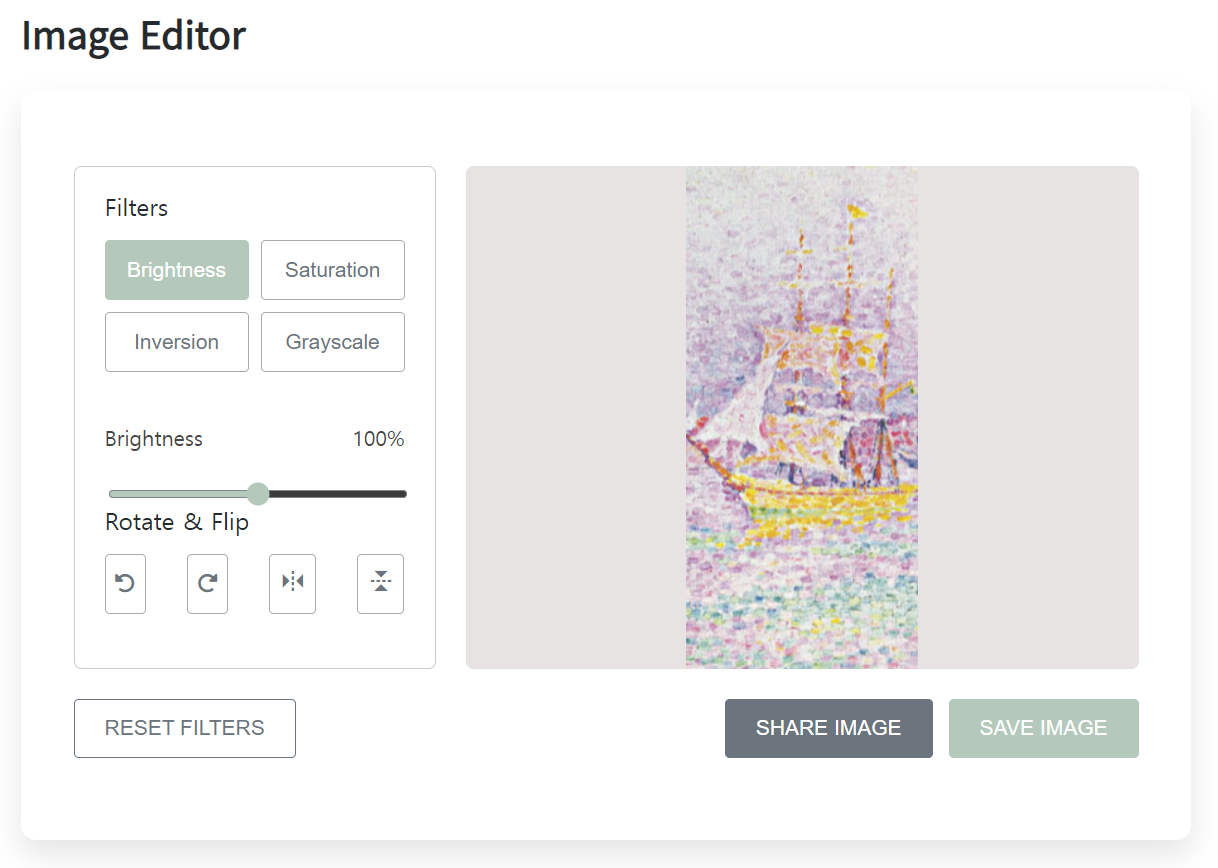 Image Editor
Filters
Brightness Saturation
Inversion Grayscale
Brightness 100%
Rotate & Flip
RESET FILTERS SHARE IMAGE SAVE IMAGE